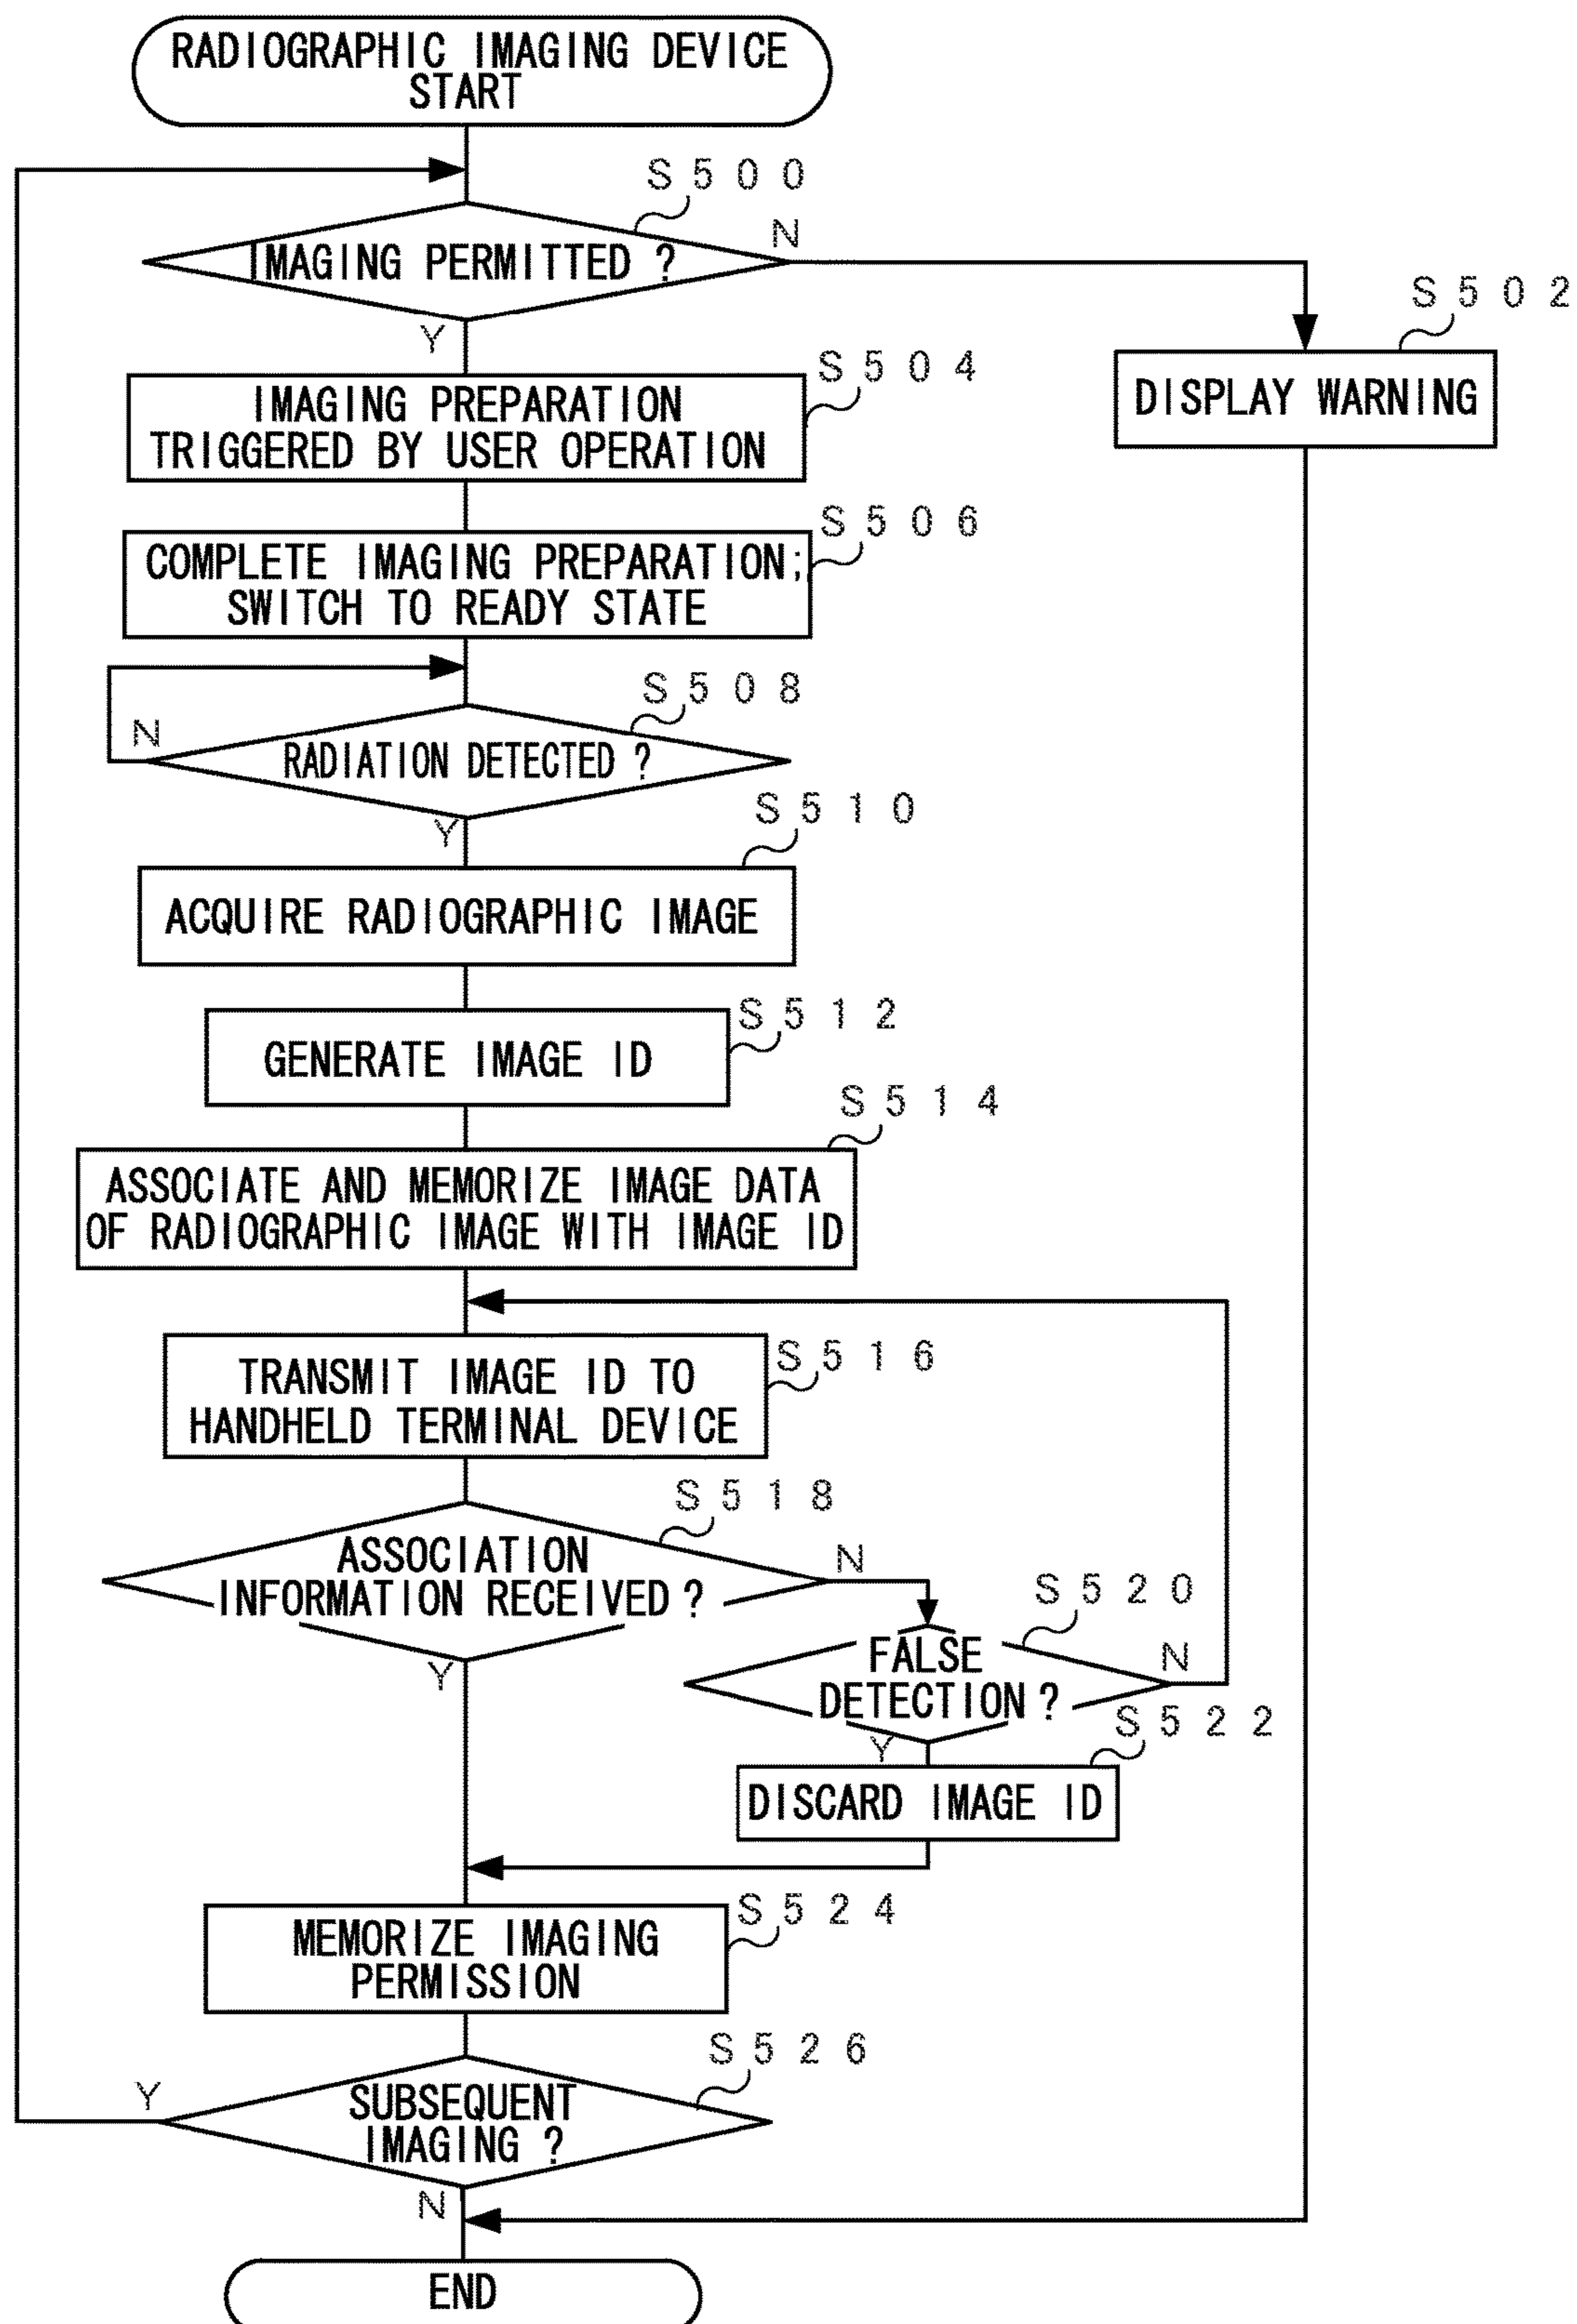 RADIOGRAPHIC IMAGING DEVICE
START
S500
IMAGING PERMITTED ?
N
Y
S502
DISPLAY WARNING
S504
IMAGING PREPARATION
TRIGGERED BY USER OPERATION
S506
COMPLETE IMAGING PREPARATION;
SWITCH TO READY STATE
S508
N
RADIATION DETECTED ?
Y
S510
ACQUIRE RADIOGRAPHIC IMAGE
S512
GENERATE IMAGE ID
S514
ASSOCIATE AND MEMORIZE IMAGE DATA
OF RADIOGRAPHIC IMAGE WITH IMAGE ID
S516
TRANSMIT IMAGE ID TO
HANDHELD TERMINAL DEVICE
S518
ASSOCIATION
INFORMATION RECEIVED ?
N
Y
S520
FALSE
DETECTION ?
N
Y
S522
DISCARD IMAGE ID
S524
MEMORIZE IMAGING
PERMISSION
S526
Y
SUBSEQUENT
IMAGING ?
N
END